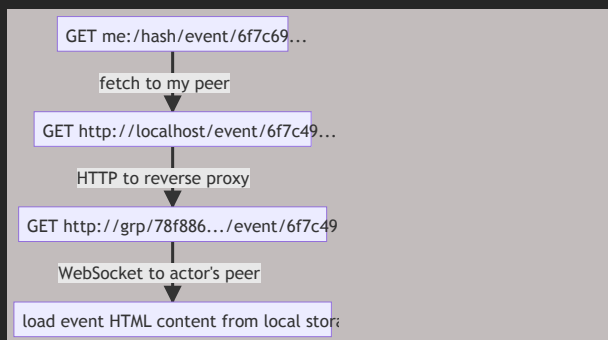 GET me:/hash/event/6f7c69...
fetch to my peer
GET http://localhost/event/6f7c49...
HTTP to reverse proxy
GET http://grp/78f886.../event/6f7c49
WebSocket to actor's peer
load event HTML content from local